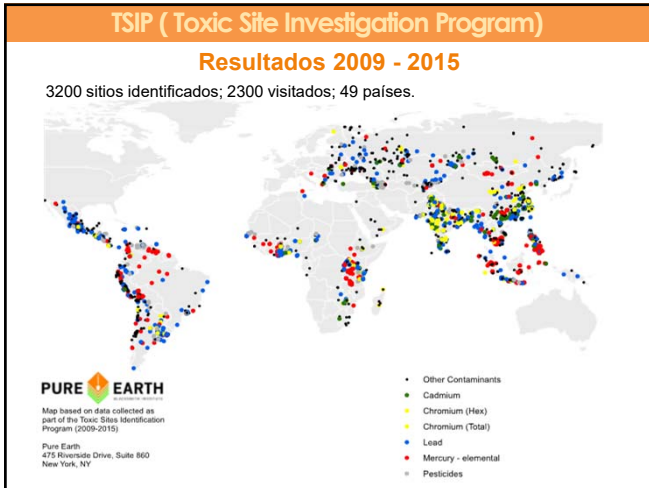 TSIP ( Toxic Site Investigation Program)
Resultados 2009 - 2015
3200 sitios identificados; 2300 visitados; 49 países.
PURE EARTH
BLACKSMITH INSTITUTE
Map based on data collected as
part of the Toxic Sites Identification
Program (2009-2015)
Pure Earth
475 Riverside Drive, Suite 860
New York, NY
Other Contaminants
Cadmium
Chromium (Hex)
Chromium (Total)
Lead
Mercury - elemental
Pesticides